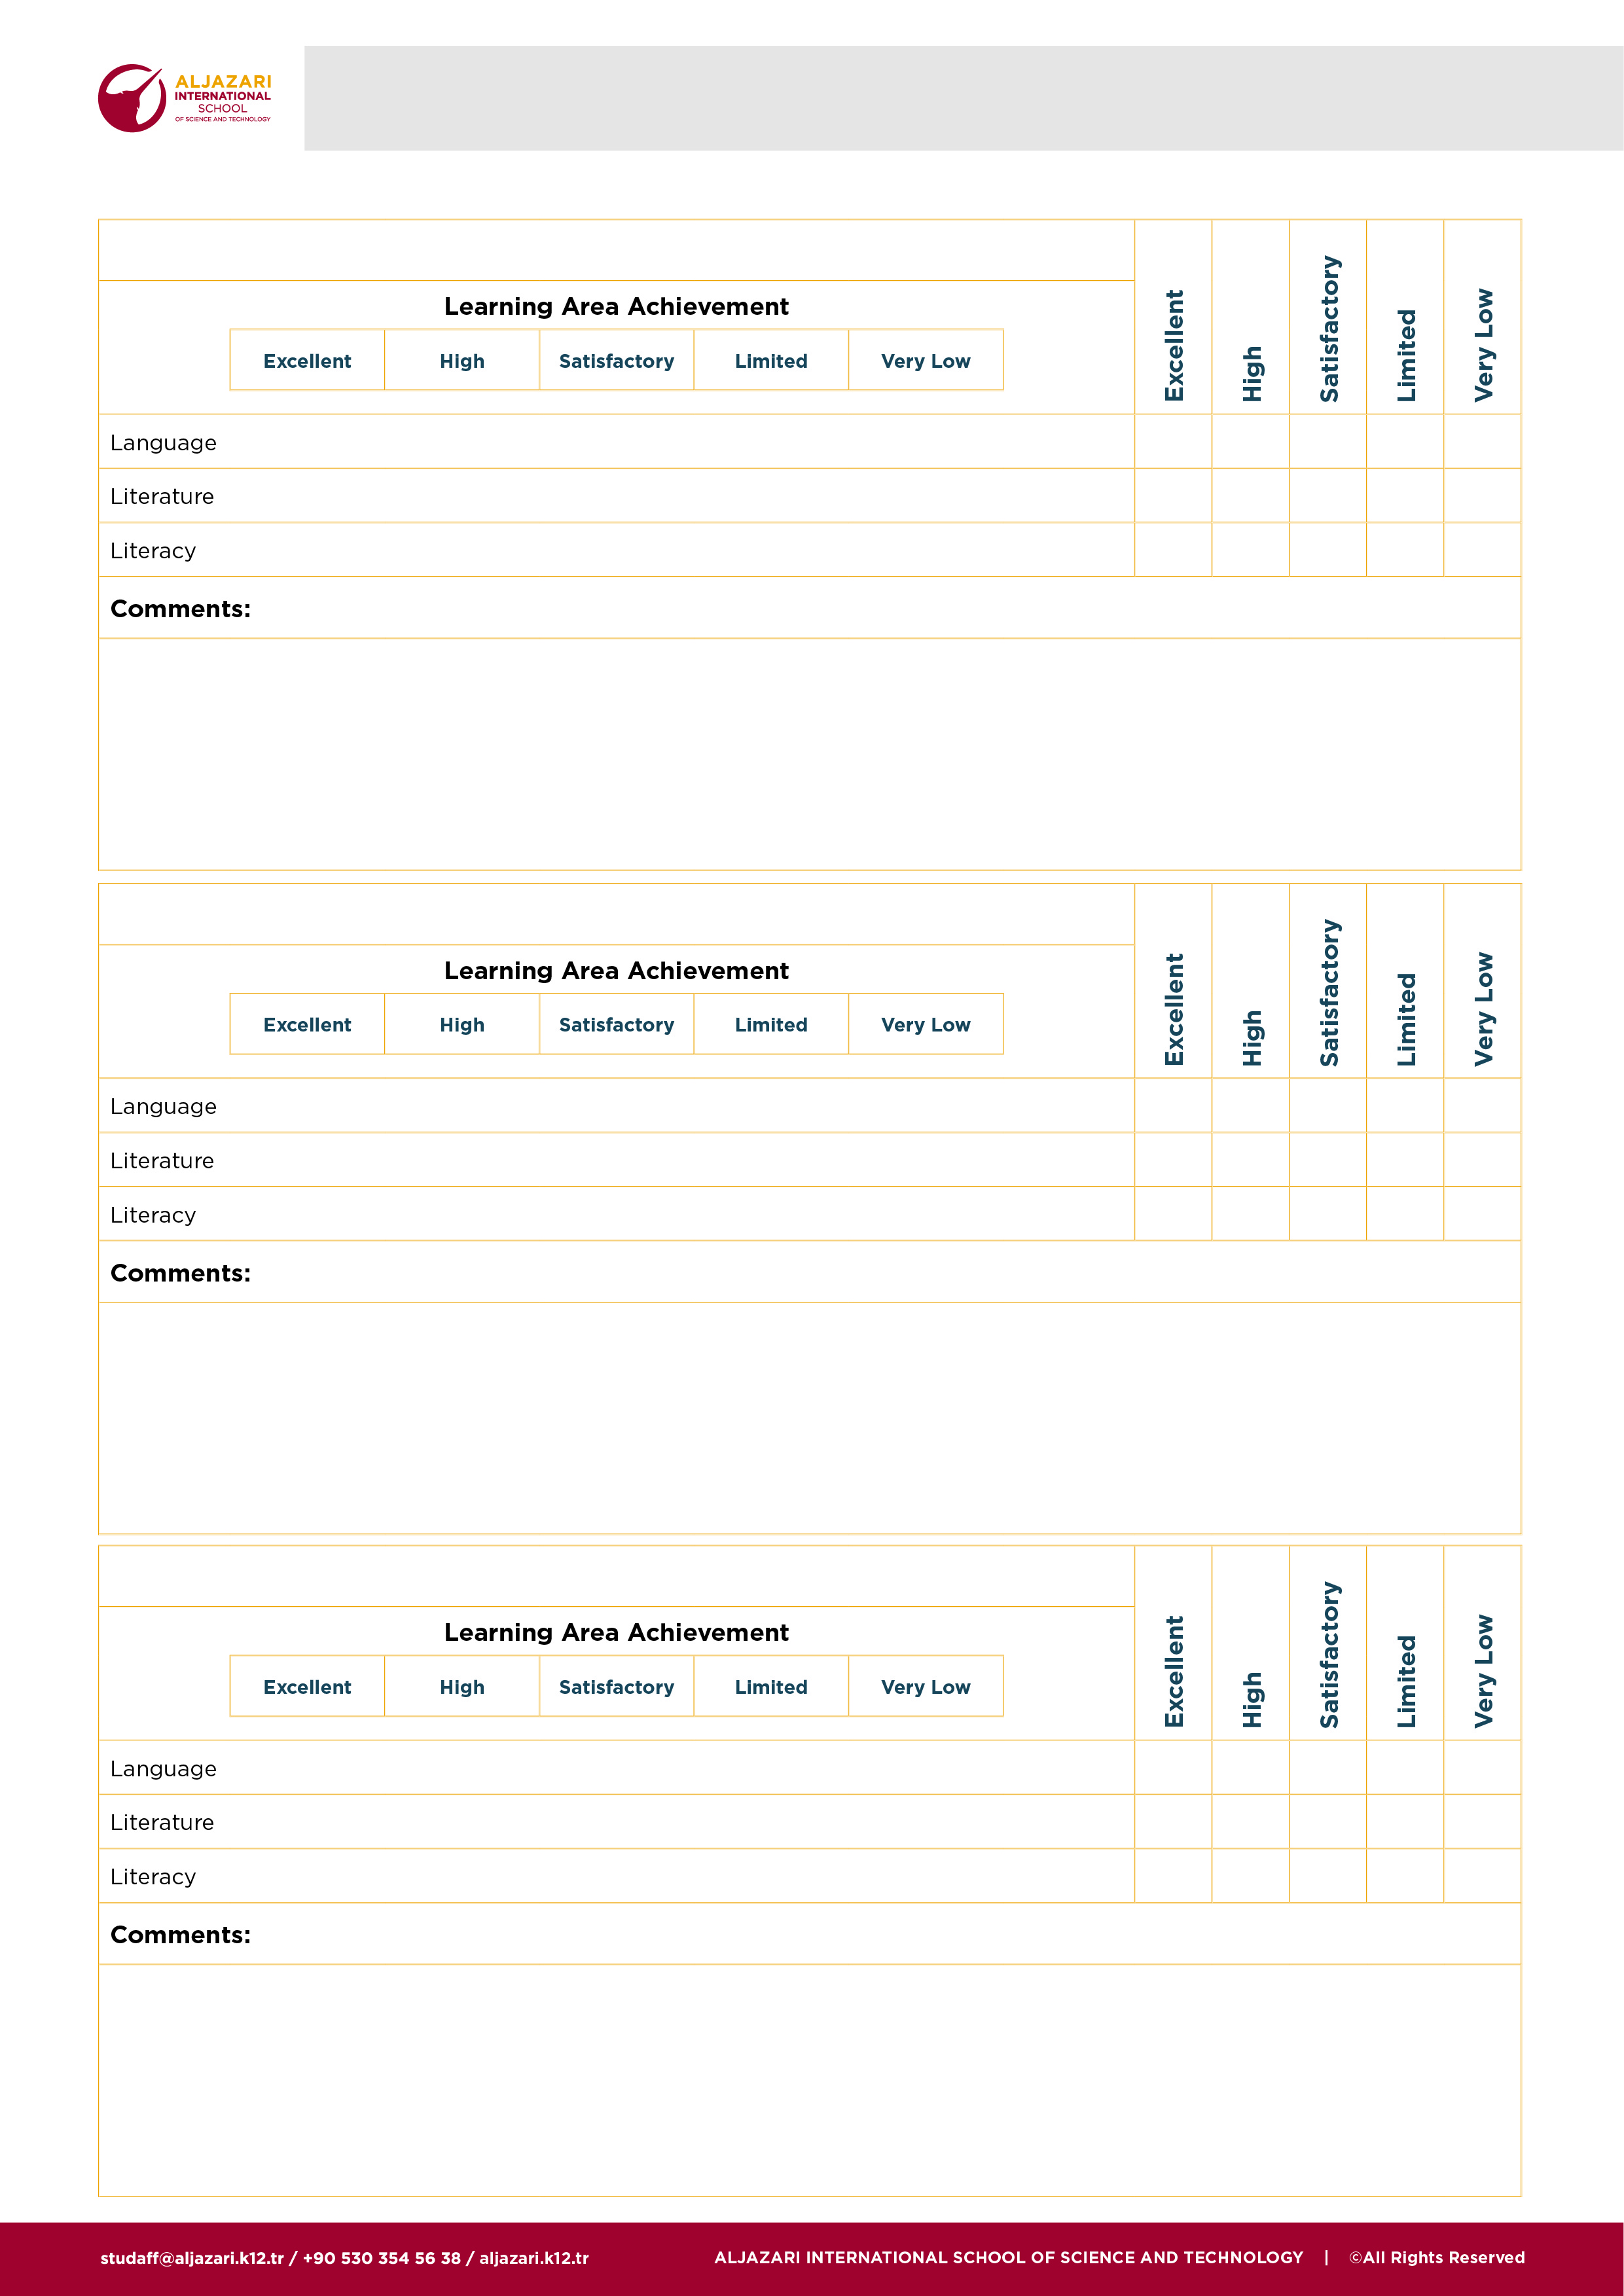 ALJAZARI
INTERNATIONAL
SCHOOL
OF SCIENCE AND TECHNOLOGY
Learning Area Achievement
Excellent High Satisfactory Limited Very Low
Excellent
High
Satisfactory
Limited
Very Low
Language
Literature
Literacy
Comments:
Learning Area Achievement
Excellent High Satisfactory Limited Very Low
Excellent
High
Satisfactory
Limited
Very Low
Language
Literature
Literacy
Comments:
Learning Area Achievement
Excellent High Satisfactory Limited Very Low
Excellent
High
Satisfactory
Limited
Very Low
Language
Literature
Literacy
Comments:
studaff@aljazari.k12.tr / +90 530 354 56 38 / aljazari.k12.tr
ALJAZARI INTERNATIONAL SCHOOL OF SCIENCE AND TECHNOLOGY | ©All Rights Reserved